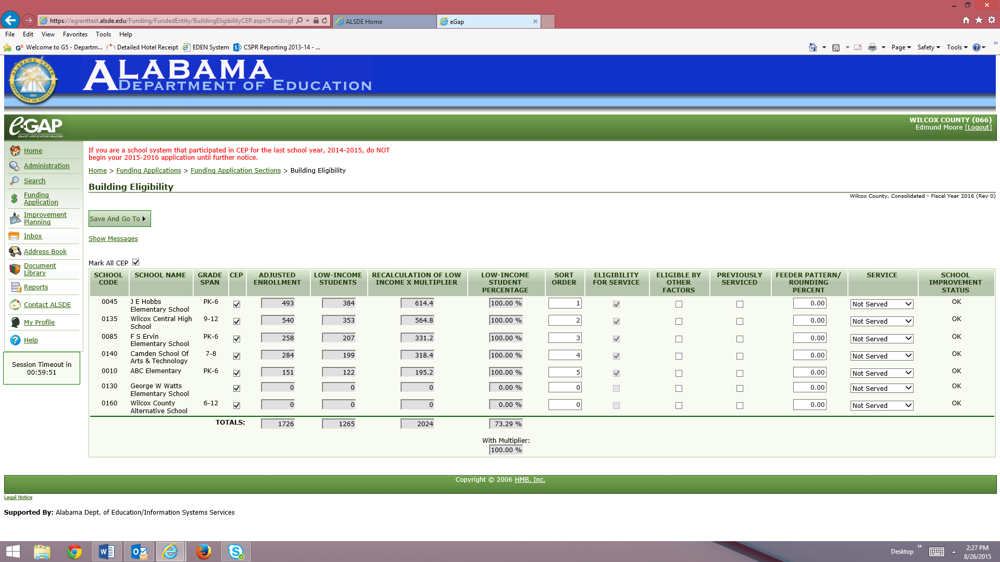 https://egranttest.alsde.edu/Funding/FundedEntity/BuildingEligibilityCEP.aspx?FundingE
ALSDE Home
eGap
File Edit View Favorites Tools Help
G5 Welcome to G5 - Departm... Detailed Hotel Receipt EDEN System CSPR Reporting 2013-14 - ...
Page Safety Tools
ALABAMA
DEPARTMENT OF EDUCATION
e-GAP
GRANT APPLICATION PROCESS
WILCOX COUNTY (066)
Edmund Moore [Logout]
Home
Administration
Search
Funding
Application
Improvement
Planning
Inbox
Address Book
Document
Library
Reports
Contact ALSDE
My Profile
Help
Session Timeout in
00:59:51
If you are a school system that participated in CEP for the last school year, 2014-2015, do NOT
begin your 2015-2016 application until further notice.
Home > Funding Applications > Funding Application Sections > Building Eligibility
Building Eligibility
Wilcox County, Consolidated - Fiscal Year 2016 (Rev 0)
Save And Go To
Show Messages
Mark All CEP
SCHOOL CODE SCHOOL NAME GRADE SPAN CEP ADJUSTED ENROLLMENT LOW-INCOME STUDENTS RECALCULATION OF LOW INCOME X MULTIPLIER LOW-INCOME STUDENT PERCENTAGE SORT ORDER ELIGIBILITY FOR SERVICE ELIGIBLE BY OTHER FACTORS PREVIOUSLY SERVICED FEEDER PATTERN/ ROUNDING PERCENT SERVICE SCHOOL IMPROVEMENT STATUS
0045 J E Hobbs Elementary School PK-6 493 384 614.4 100.00 % 1 0.00 Not Served OK
0135 Wilcox Central High School 9-12 540 353 564.8 100.00 % 2 0.00 Not Served OK
0085 F S Ervin Elementary School PK-6 258 207 331.2 100.00 % 3 0.00 Not Served OK
0140 Camden School Of Arts & Technology 7-8 284 199 318.4 100.00 % 4 0.00 Not Served OK
0010 ABC Elementary PK-6 151 122 195.2 100.00 % 5 0.00 Not Served OK
0130 George W Watts Elementary School 0 0 0 0.00 % 0 0.00 Not Served OK
0160 Wilcox County Alternative School 6-12 0 0 0 0.00 % 0 0.00 Not Served OK
TOTALS: 1726 1265 2024 73.29 %
With Multiplier:
100.00 %
Copyright © 2006 HMB, Inc.
Legal Notice
Supported By: Alabama Dept. of Education/Information Systems Services
Desktop
2:27 PM
8/26/2015